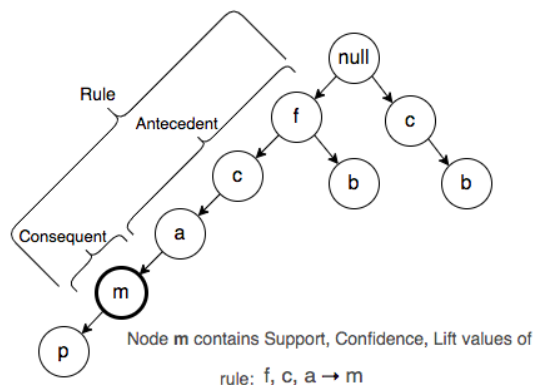 null
Rule
f
c
Antecedent
c
b
b
a
Consequent
m
Node m contains Support, Confidence, Lift values of
p
rule: f, c, a → m